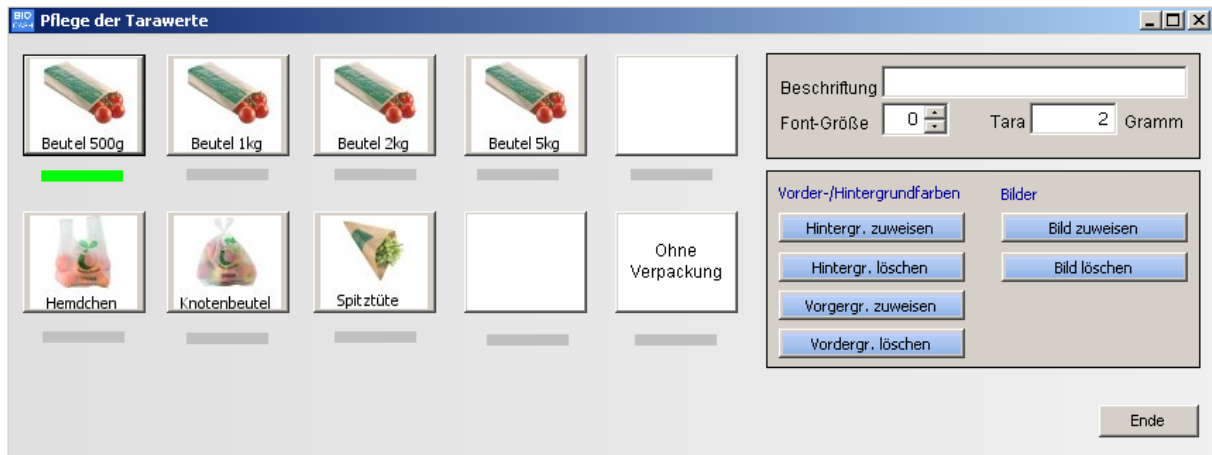 BIO Pflege der Tarawerte
Beutel 500g
Beutel 1kg
Beutel 2kg
Beutel 5kg
Beschriftung
Font-Größe 0 Tara 2 Gramm
Hemdchen
Knotenbeutel
Spitztüte
Ohne
Verpackung
Vorder-/Hintergrundfarben
Bilder
Hintergr. zuweisen
Bild zuweisen
Hintergr. löschen
Bild löschen
Vorgergr. zuweisen
Vordergr. löschen
Ende